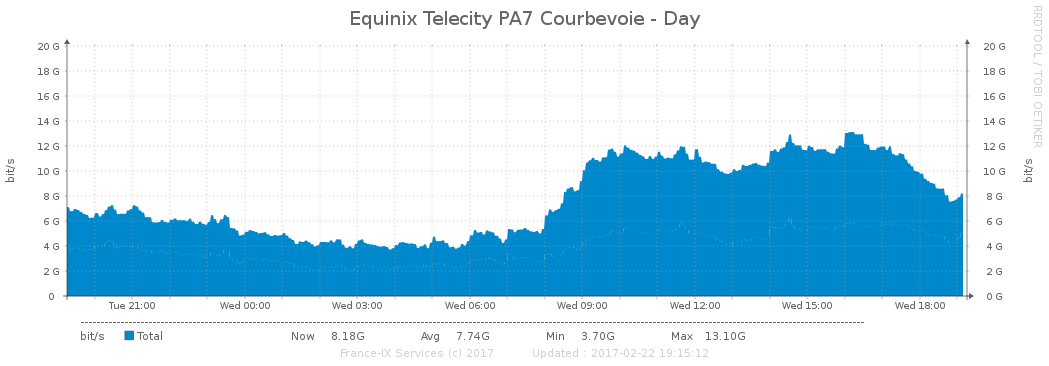 Equinix Telecity PA7 Courbevoie - Day
RRDTOOL / TOBI OETIKER
bit/s
20 G 20 G
18 G 18 G
16 G 16 G
14 G 14 G
12 G 12 G
10 G 10 G
8 G 8 G
6 G 6 G
4 G 4 G
2 G 2 G
0 0 G
bit/s
Tue 21:00 Wed 00:00 Wed 03:00 Wed 06:00 Wed 09:00 Wed 12:00 Wed 15:00 Wed 18:00
bit/s Total Now 8.18G Avg 7.74G Min 3.70G Max 13.10G
France-IX Services (c) 2017 Updated : 2017-02-22 19:15:12